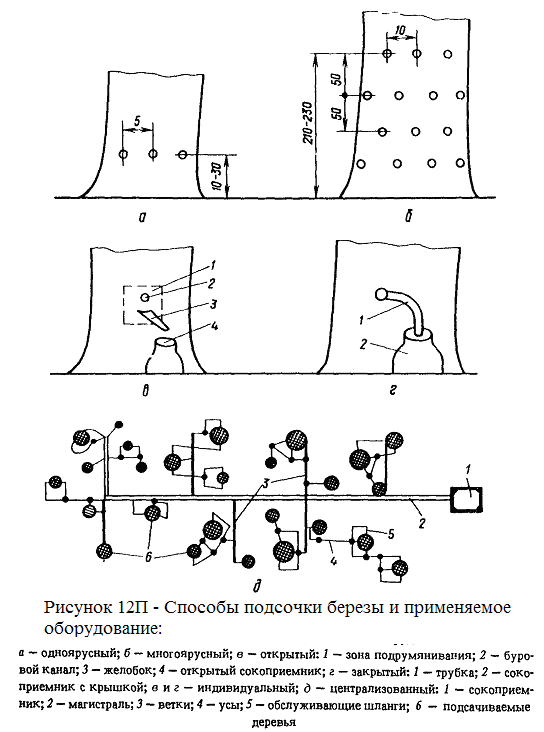 5
10-30
а
10
50
50
210-230
б
1
2
3
4
в
1
2
г
1
2
3
4
5
6
д
Рисунок 12П - Способы подсочки березы и применяемое
оборудование:
а — одноярусный; б — многоярусный; в — открытый: 1 — зона подрумянивания; 2 — буро-
вой канал; 3 — желобок; 4 — открытый сокоприемник; г — закрытый: 1 — трубка; 2 — соко-
приемник с крышкой; в и г — индивидуальный; д — централизованный: 1 — сокоприем-
ник; 2 — магистраль; 3 — ветки; 4 — усы; 5 — обслуживающие шланги; 6 — подсачиваемые
деревья